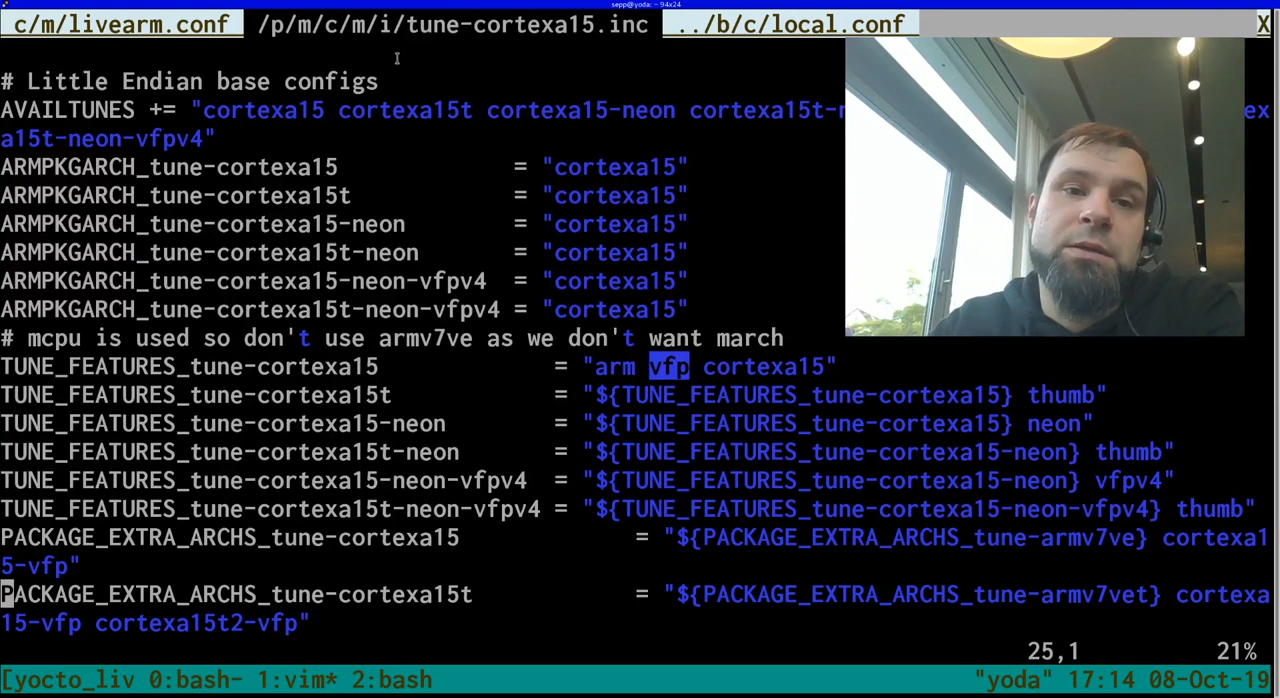 sepp@yoda: ~ 94x24
c/m/livearm.conf /p/m/c/m/i/tune-cortexa15.inc ../b/c/local.conf X
# Little Endian base configs
AVAILTUNES += "cortexa15 cortexa15t cortexa15-neon ex
a15t-neon-vfpv4"
ARMPKGARCH_tune-cortexa15 = "cortexa15"
ARMPKGARCH_tune-cortexa15t = "cortexa15"
ARMPKGARCH_tune-cortexa15-neon = "cortexa15"
ARMPKGARCH_tune-cortexa15t-neon = "cortexa15"
ARMPKGARCH_tune-cortexa15-neon-vfpv4 = "cortexa15"
ARMPKGARCH_tune-cortexa15t-neon-vfpv4 = "cortexa15"
# mcpu is used so don't use armv7ve as we don't want march
TUNE_FEATURES_tune-cortexa15 = "arm vfp cortexa15"
TUNE_FEATURES_tune-cortexa15t = "${TUNE_FEATURES_tune-cortexa15} thumb"
TUNE_FEATURES_tune-cortexa15-neon = "${TUNE_FEATURES_tune-cortexa15} neon"
TUNE_FEATURES_tune-cortexa15t-neon = "${TUNE_FEATURES_tune-cortexa15-neon} thumb"
TUNE_FEATURES_tune-cortexa15-neon-vfpv4 = "${TUNE_FEATURES_tune-cortexa15-neon} vfpv4"
TUNE_FEATURES_tune-cortexa15t-neon-vfpv4 = "${TUNE_FEATURES_tune-cortexa15-neon-vfpv4} thumb"
PACKAGE_EXTRA_ARCHS_tune-cortexa15 = "${PACKAGE_EXTRA_ARCHS_tune-armv7ve} cortexa1
5-vfp"
PACKAGE_EXTRA_ARCHS_tune-cortexa15t = "${PACKAGE_EXTRA_ARCHS_tune-armv7vet} cortexa
15-vfp cortexa15t2-vfp"
25,1 21%
[yocto_liv 0:bash- 1:vim* 2:bash "yoda" 17:14 08-Oct-19